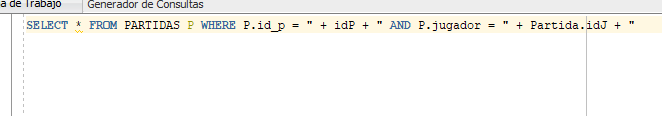 a de Trabajo Generador de Consultas
SELECT * FROM PARTIDAS P WHERE P.id_p = " + idP + " AND P.jugador = " + Partida.idJ + "